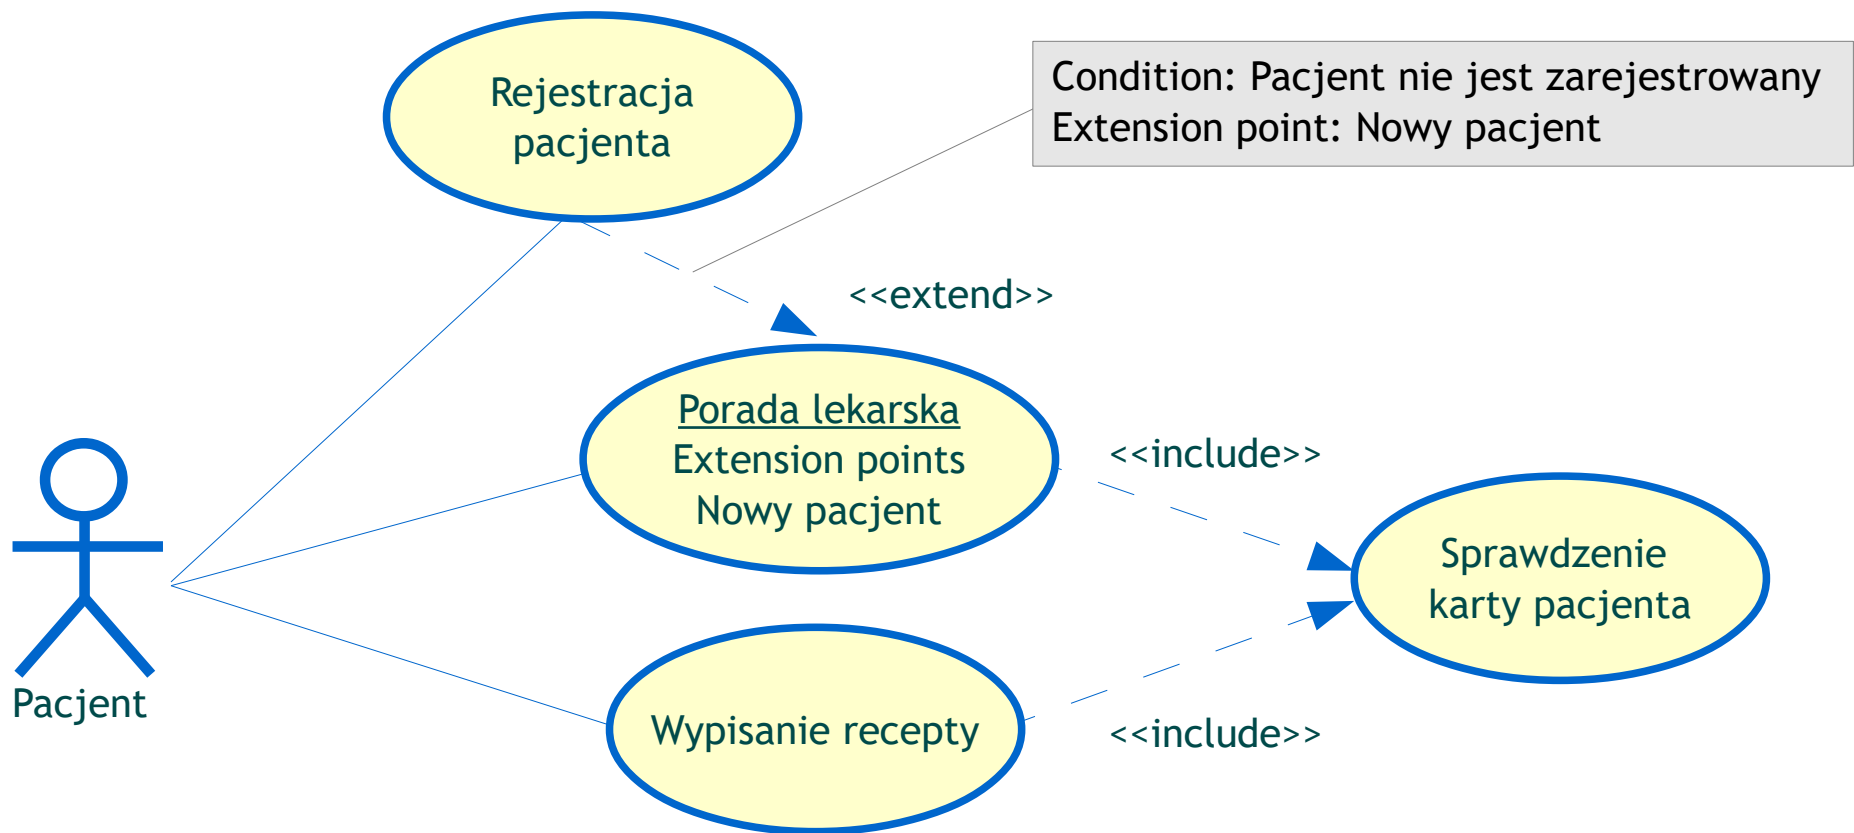 Rejestracja
pacjenta
Condition: Pacjent nie jest zarejestrowany
Extension point: Nowy pacjent
<<extend>>
Porada lekarska
Extension points
Nowy pacjent
<<include>>
Sprawdzenie
karty pacjenta
Pacjent
Wypisanie recepty
<<include>>